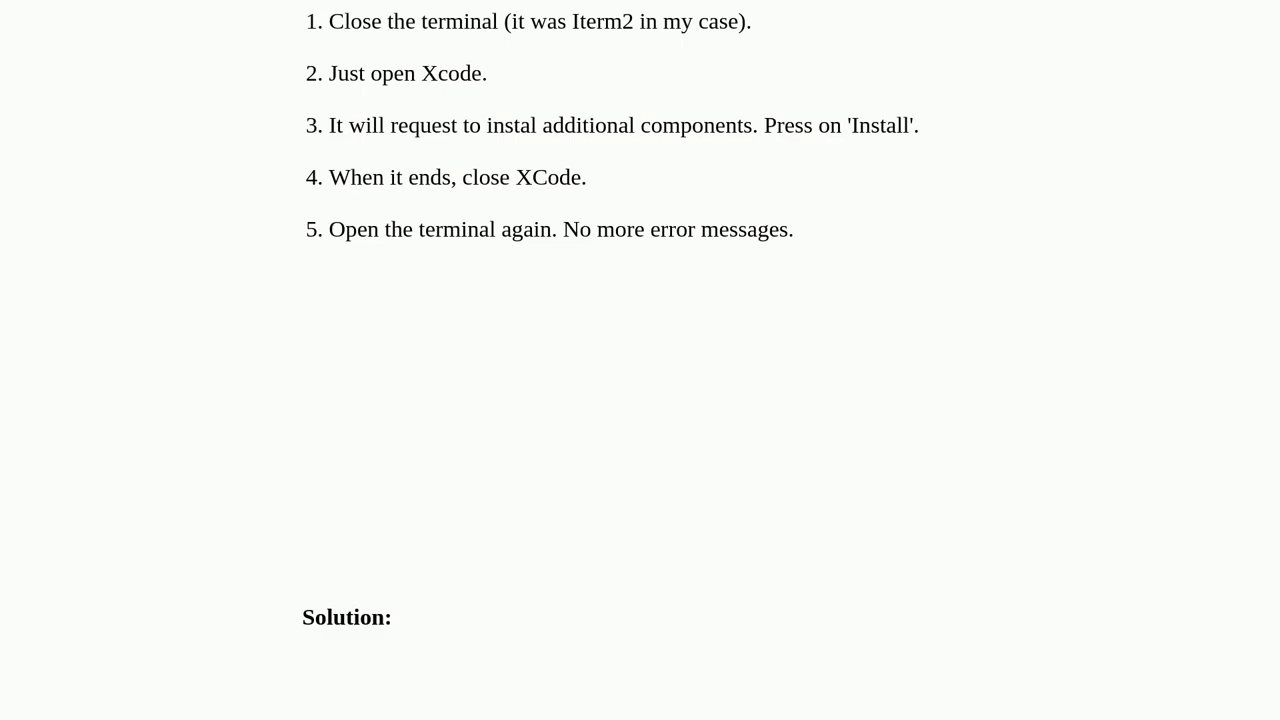 1. Close the terminal (it was Iterm2 in my case).
2. Just open Xcode.
3. It will request to instal additional components. Press on 'Install'.
4. When it ends, close XCode.
5. Open the terminal again. No more error messages.
Solution: